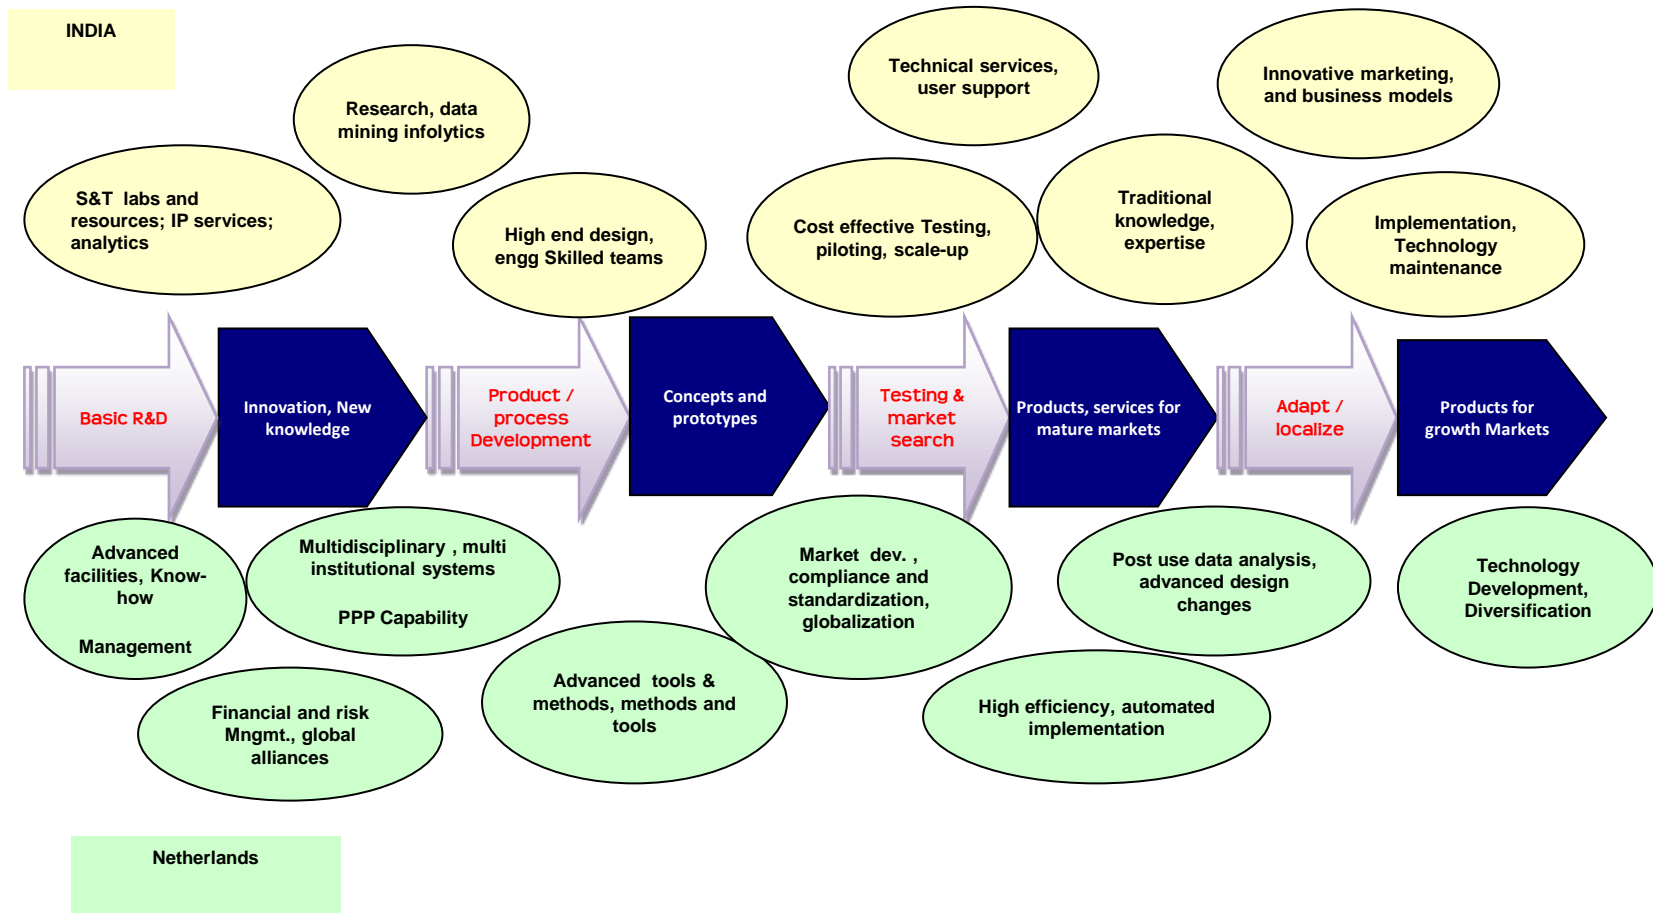 INDIA
Research, data
mining infolytics
Technical services,
user support
Innovative marketing,
and business models
S&T labs and
resources; IP services;
analytics
High end design,
engg Skilled teams
Cost effective Testing,
piloting, scale-up
Traditional
knowledge,
expertise
Implementation,
Technology
maintenance
Basic R&D
Innovation, New
knowledge
Product /
process
Development
Concepts and
prototypes
Testing &
market
search
Products, services for
mature markets
Adapt /
localize
Products for
growth Markets
Advanced
facilities, Know-
how
Management
Multidisciplinary , multi
institutional systems
PPP Capability
Market dev. ,
compliance and
standardization,
globalization
Post use data analysis,
advanced design
changes
Technology
Development,
Diversification
Financial and risk
Mngmt., global
alliances
Advanced tools &
methods, methods and
tools
High efficiency, automated
implementation
Netherlands